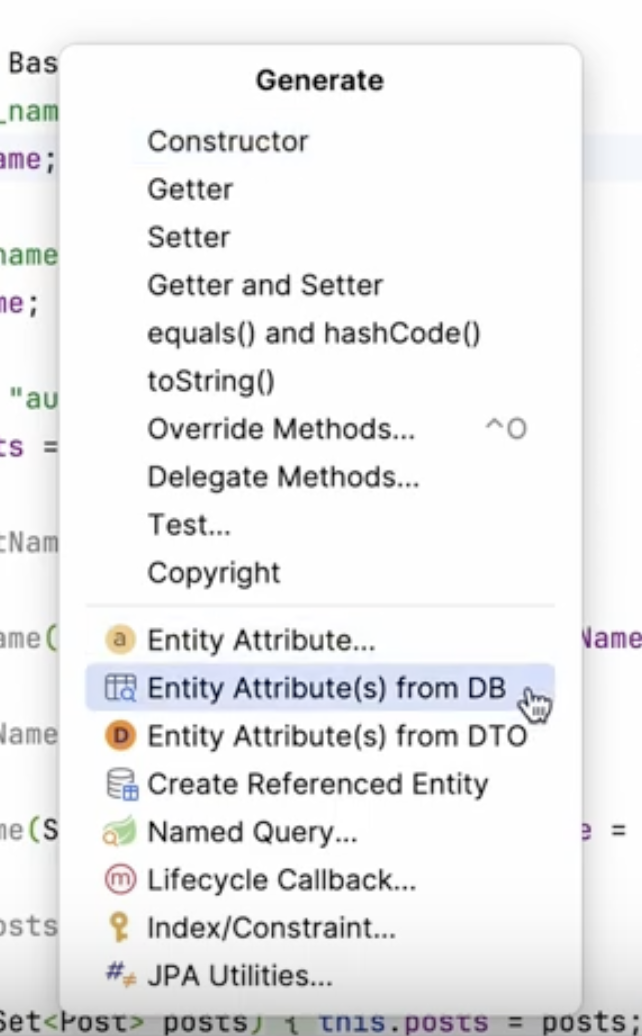 Bas
Generate
_nam
Constructor
ame;
Getter
Setter
name
Getter and Setter
me;
equals() and hashCode()
toString()
"au
Override Methods... ^O
ts =
Delegate Methods...
Test...
tNam
Copyright
ame(
Entity Attribute...
Name
Entity Attribute(s) from DB
Name
Entity Attribute(s) from DTO
Create Referenced Entity
me(S
Named Query...
e =
Lifecycle Callback...
osts
Index/Constraint...
JPA Utilities...
Set<Post> posts) { this.posts = posts;